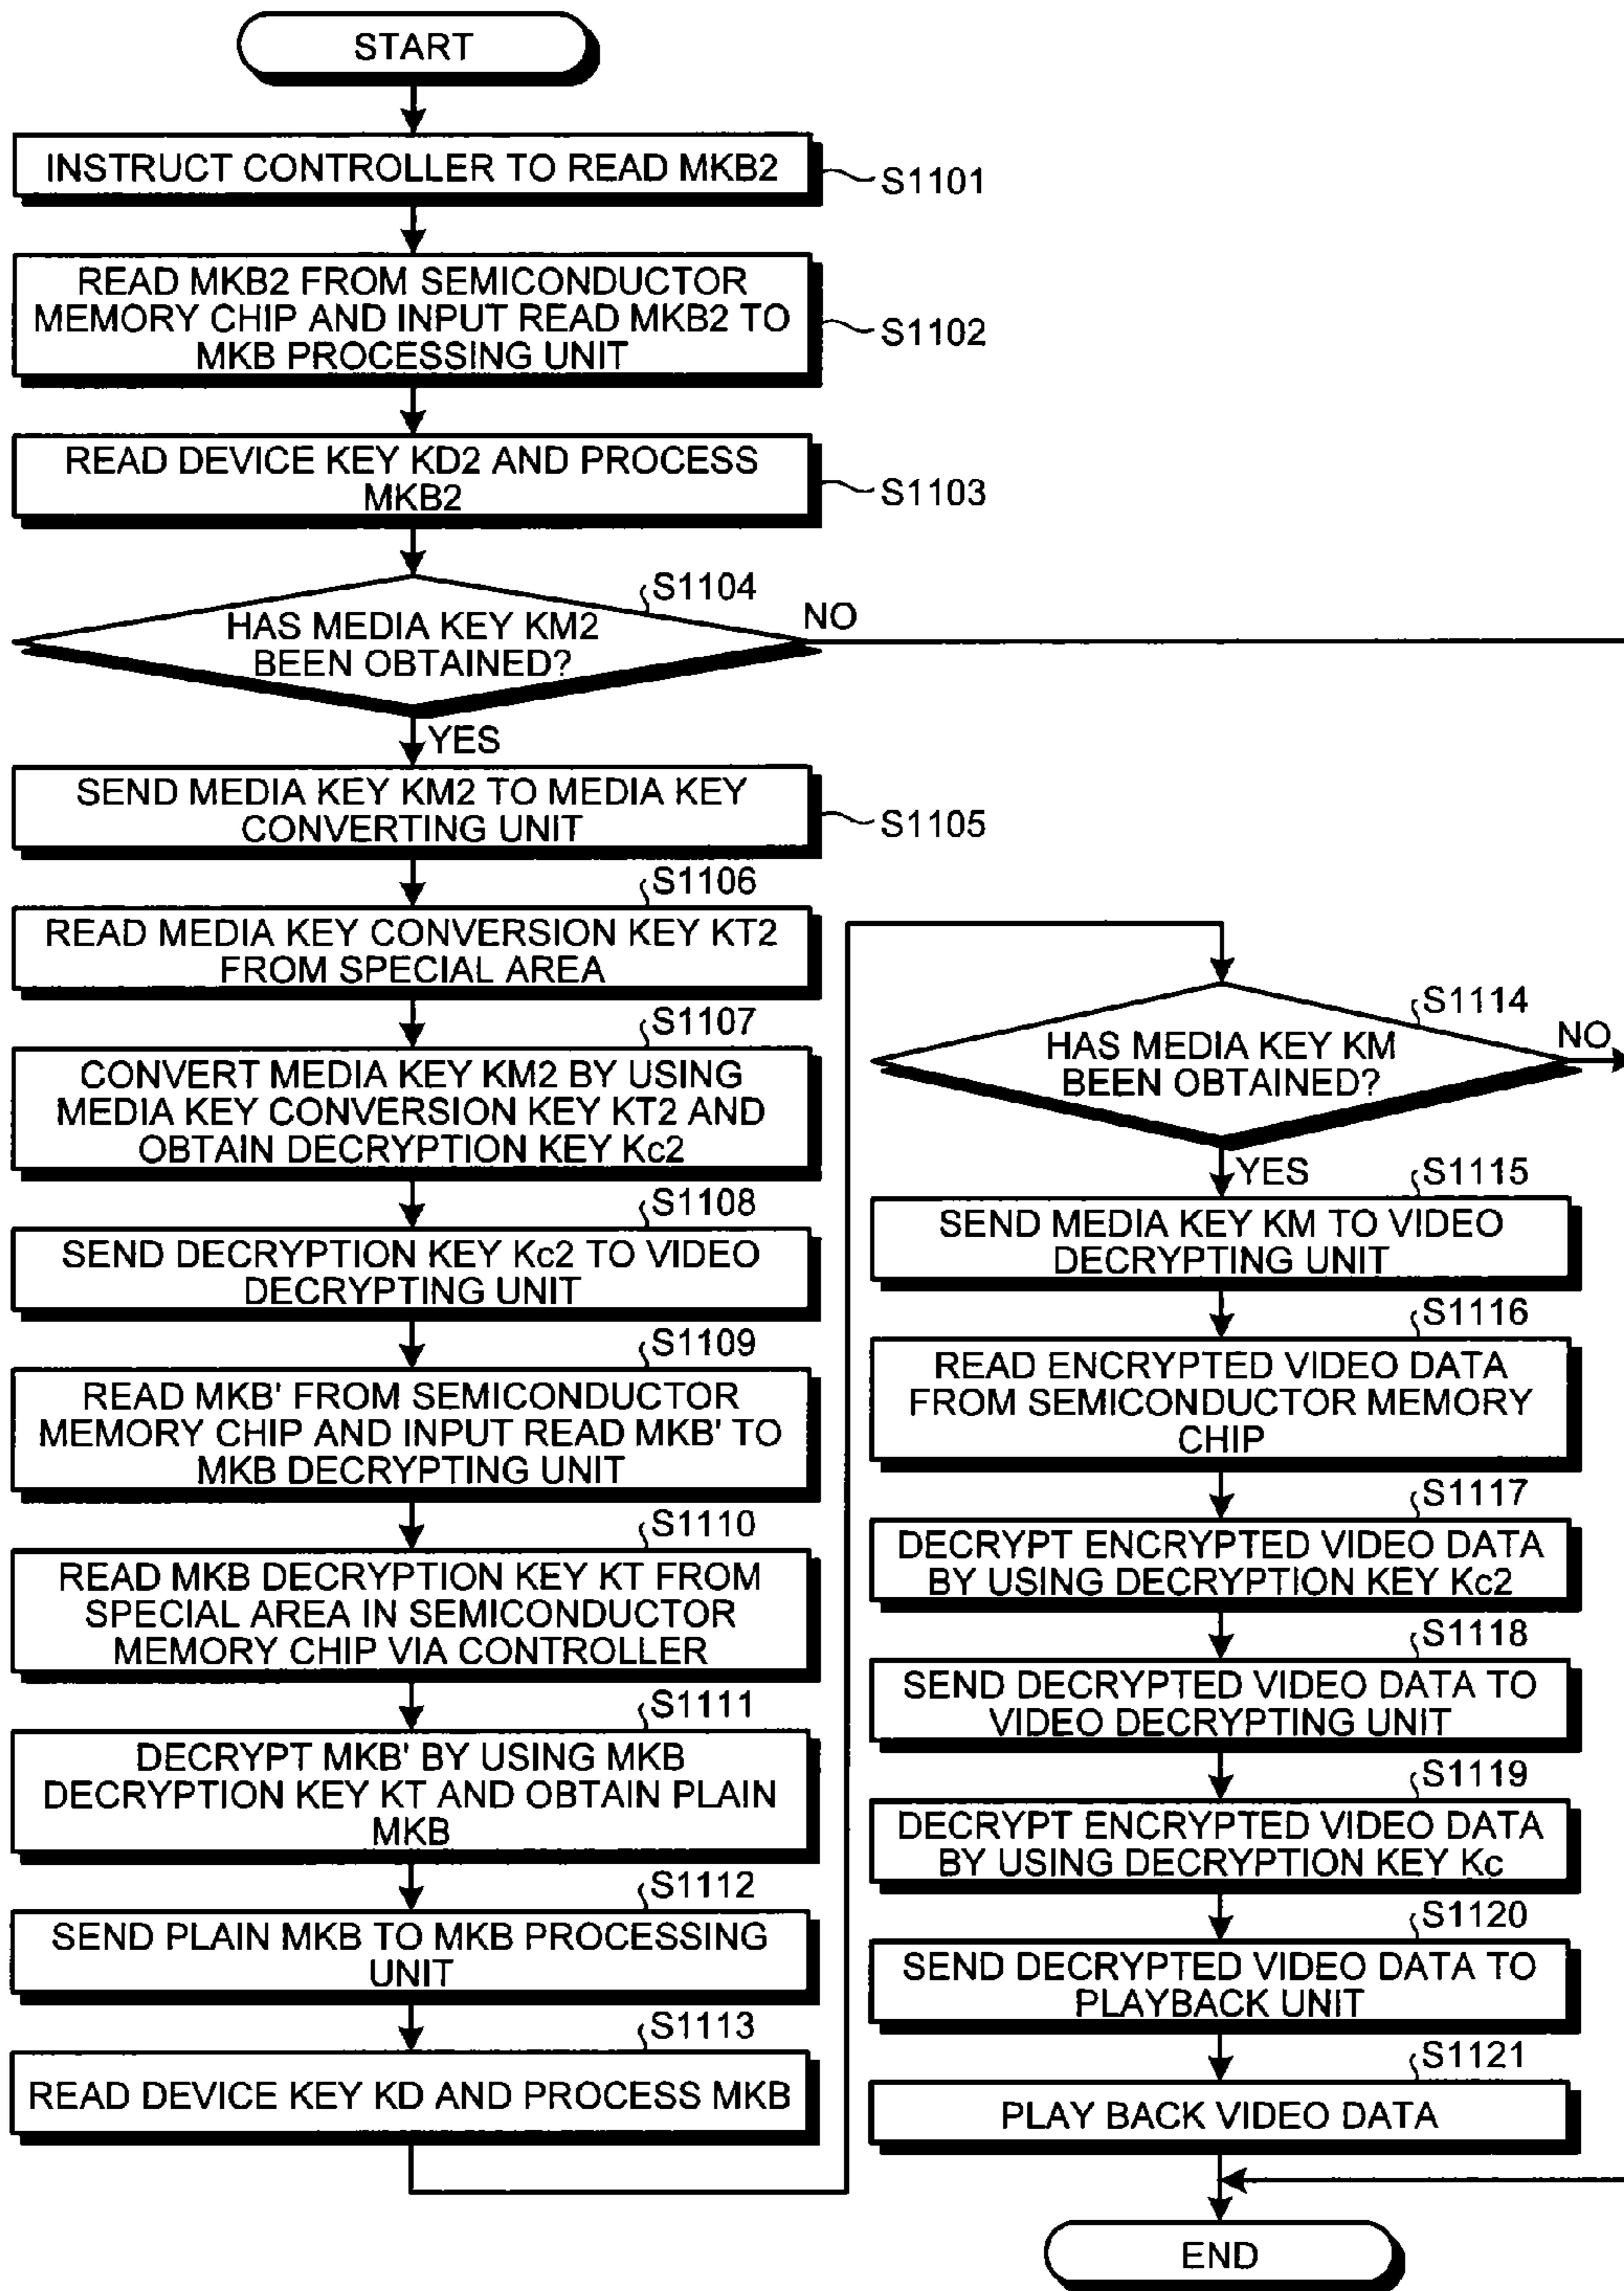 START
INSTRUCT CONTROLLER TO READ MKB2
S1101
READ MKB2 FROM SEMICONDUCTOR
MEMORY CHIP AND INPUT READ MKB2 TO
MKB PROCESSING UNIT
S1102
READ DEVICE KEY KD2 AND PROCESS
MKB2
S1103
S1104
HAS MEDIA KEY KM2
BEEN OBTAINED?
NO
YES
SEND MEDIA KEY KM2 TO MEDIA KEY
CONVERTING UNIT
S1105
S1106
READ MEDIA KEY CONVERSION KEY KT2
FROM SPECIAL AREA
S1107
CONVERT MEDIA KEY KM2 BY USING
MEDIA KEY CONVERSION KEY KT2 AND
OBTAIN DECRYPTION KEY Kc2
S1108
SEND DECRYPTION KEY Kc2 TO VIDEO
DECRYPTING UNIT
S1109
READ MKB' FROM SEMICONDUCTOR
MEMORY CHIP AND INPUT READ MKB' TO
MKB DECRYPTING UNIT
S1110
READ MKB DECRYPTION KEY KT FROM
SPECIAL AREA IN SEMICONDUCTOR
MEMORY CHIP VIA CONTROLLER
S1111
DECRYPT MKB' BY USING MKB
DECRYPTION KEY KT AND OBTAIN PLAIN
MKB
S1112
SEND PLAIN MKB TO MKB PROCESSING
UNIT
S1113
READ DEVICE KEY KD AND PROCESS MKB
S1114
HAS MEDIA KEY KM
BEEN OBTAINED?
NO
YES
S1115
SEND MEDIA KEY KM TO VIDEO
DECRYPTING UNIT
S1116
READ ENCRYPTED VIDEO DATA
FROM SEMICONDUCTOR MEMORY
CHIP
S1117
DECRYPT ENCRYPTED VIDEO DATA
BY USING DECRYPTION KEY Kc2
S1118
SEND DECRYPTED VIDEO DATA TO
VIDEO DECRYPTING UNIT
S1119
DECRYPT ENCRYPTED VIDEO DATA
BY USING DECRYPTION KEY Kc
S1120
SEND DECRYPTED VIDEO DATA TO
PLAYBACK UNIT
S1121
PLAY BACK VIDEO DATA
END